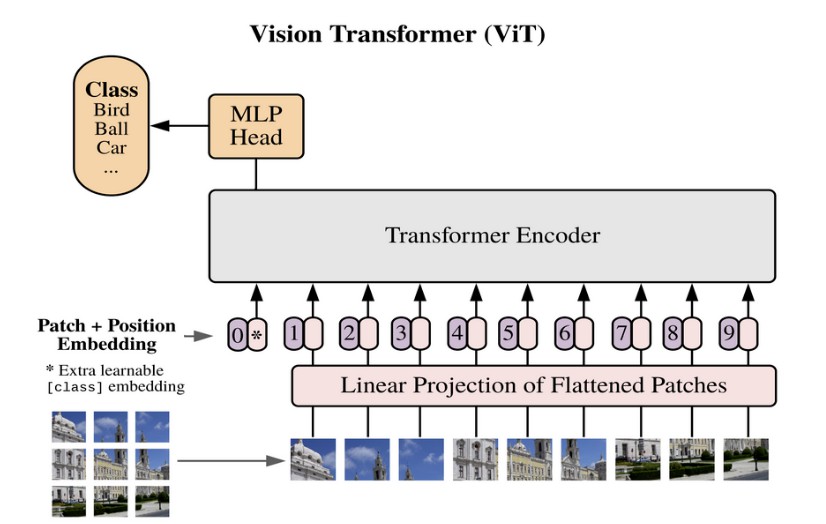 Vision Transformer (ViT)
Class
Bird
Ball
Car
...
MLP
Head
Transformer Encoder
Patch + Position
Embedding
0 * 1 2 3 4 5 6 7 8 9
* Extra learnable
[class] embedding
Linear Projection of Flattened Patches